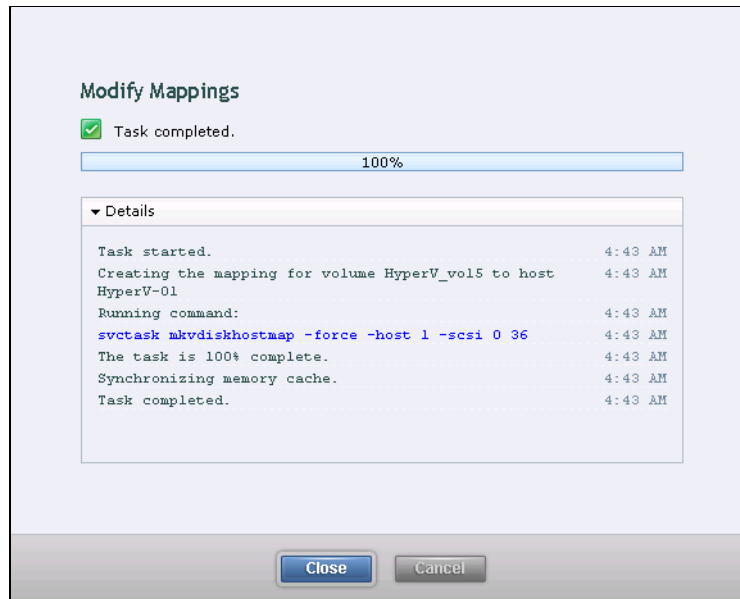 Modify Mappings
Task completed.
100%
Details
Task started. 4:43 AM
Creating the mapping for volume HyperV_vol5 to host 4:43 AM
HyperV-01
Running command: 4:43 AM
svctask mkvdiskhostmap -force -host 1 -scsi 0 36 4:43 AM
The task is 100% complete. 4:43 AM
Synchronizing memory cache. 4:43 AM
Task completed. 4:43 AM
Close Cancel